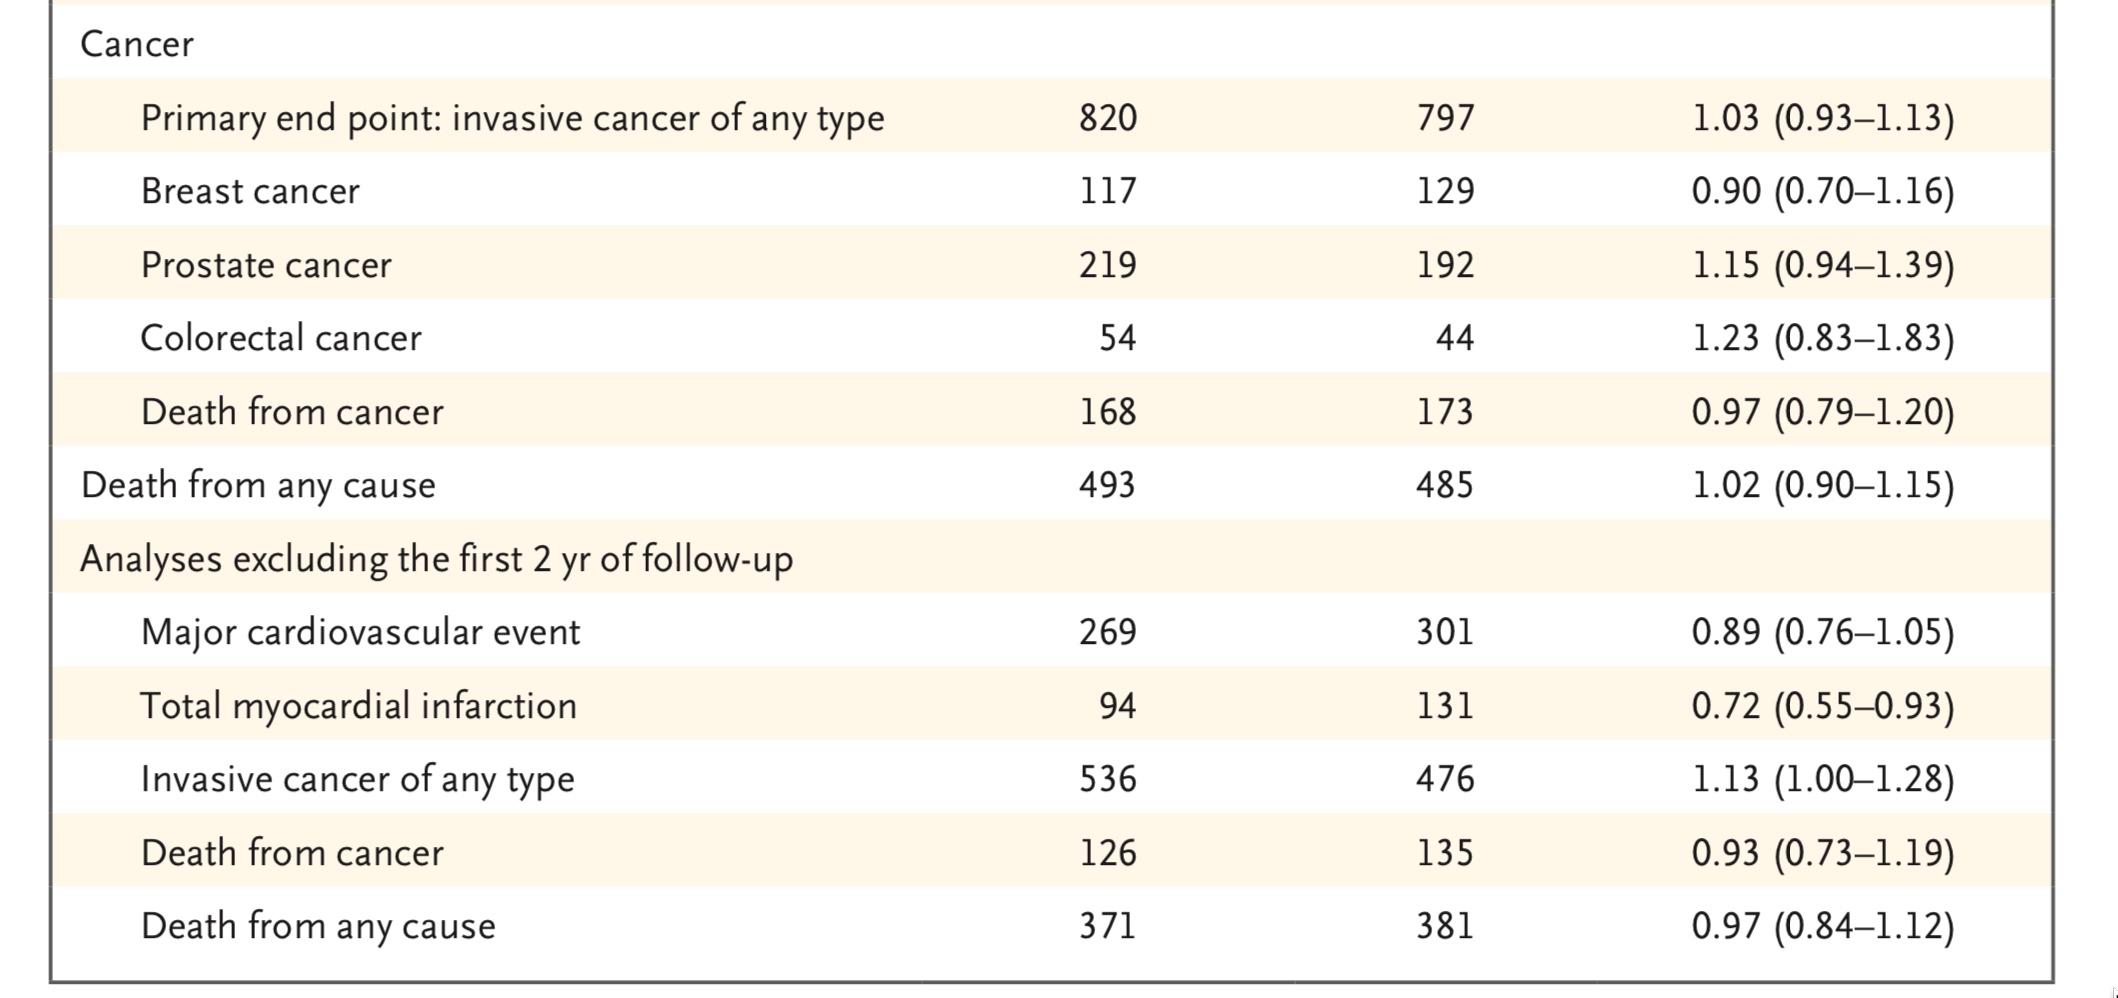 Cancer
Primary end point: invasive cancer of any type 820 797 1.03 (0.93–1.13)
Breast cancer 117 129 0.90 (0.70–1.16)
Prostate cancer 219 192 1.15 (0.94–1.39)
Colorectal cancer 54 44 1.23 (0.83–1.83)
Death from cancer 168 173 0.97 (0.79–1.20)
Death from any cause 493 485 1.02 (0.90–1.15)
Analyses excluding the first 2 yr of follow-up
Major cardiovascular event 269 301 0.89 (0.76–1.05)
Total myocardial infarction 94 131 0.72 (0.55–0.93)
Invasive cancer of any type 536 476 1.13 (1.00–1.28)
Death from cancer 126 135 0.93 (0.73–1.19)
Death from any cause 371 381 0.97 (0.84–1.12)